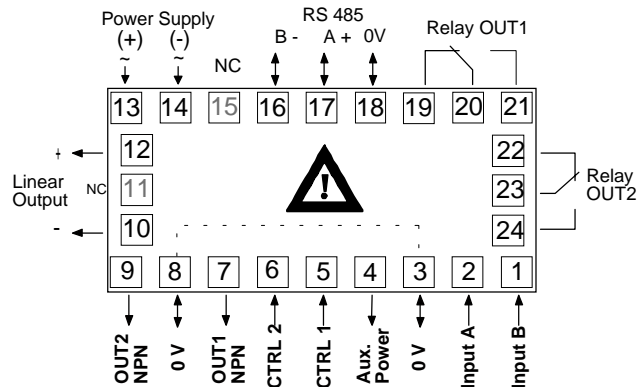 Power Supply
RS 485
Relay OUT1
(+) (-)
B - A + 0V
~ ~
NC
13 14 15 16 17 18 19 20 21
+
12
22
Linear
Output
NC
11
23
Relay
OUT2
-
10
24
9 8 7 6 5 4 3 2 1
OUT2
NPN
0 V
OUT1
NPN
CTRL 2
CTRL 1
Aux.
Power
0 V
Input A
Input B
!